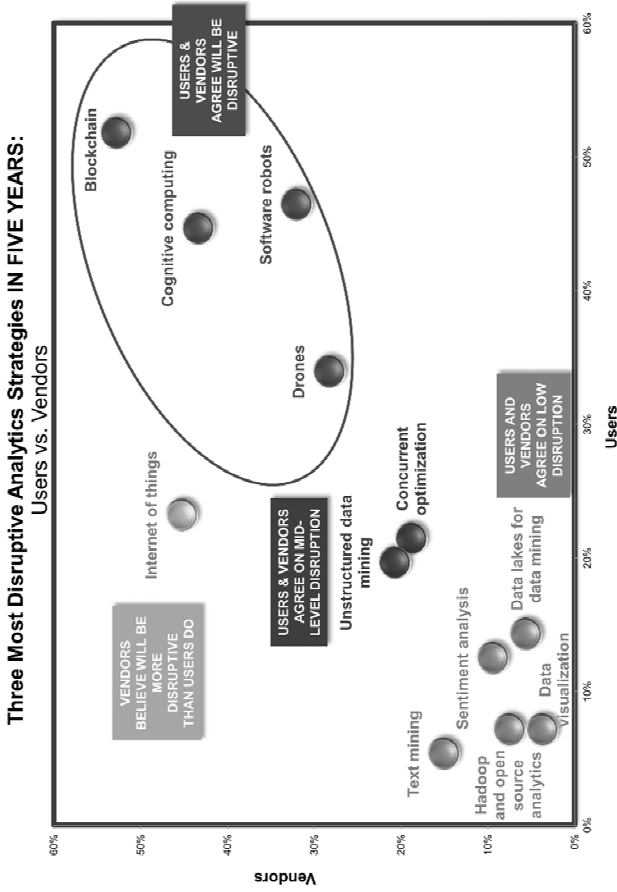 Three Most Disruptive Analytics Strategies IN FIVE YEARS:
Users vs. Vendors
60%
50%
40%
30%
20%
10%
0%
Vendors
VENDORS
BELIEVE WILL BE
MORE
DISRUPTIVE
THAN USERS DO
Internet of things
Blockchain
Cognitive computing
Software robots
Drones
USERS &
VENDORS
AGREE WILL BE
DISRUPTIVE
USERS & VENDORS
AGREE ON MID-
LEVEL DISRUPTION
Unstructured data
mining
Concurrent
optimization
Text mining
Sentiment analysis
Hadoop
and open
source
analytics
Data
visualization
Data lakes for
data mining
USERS AND
VENDORS
AGREE ON LOW
DISRUPTION
0%
10%
20%
30%
40%
50%
60%
Users